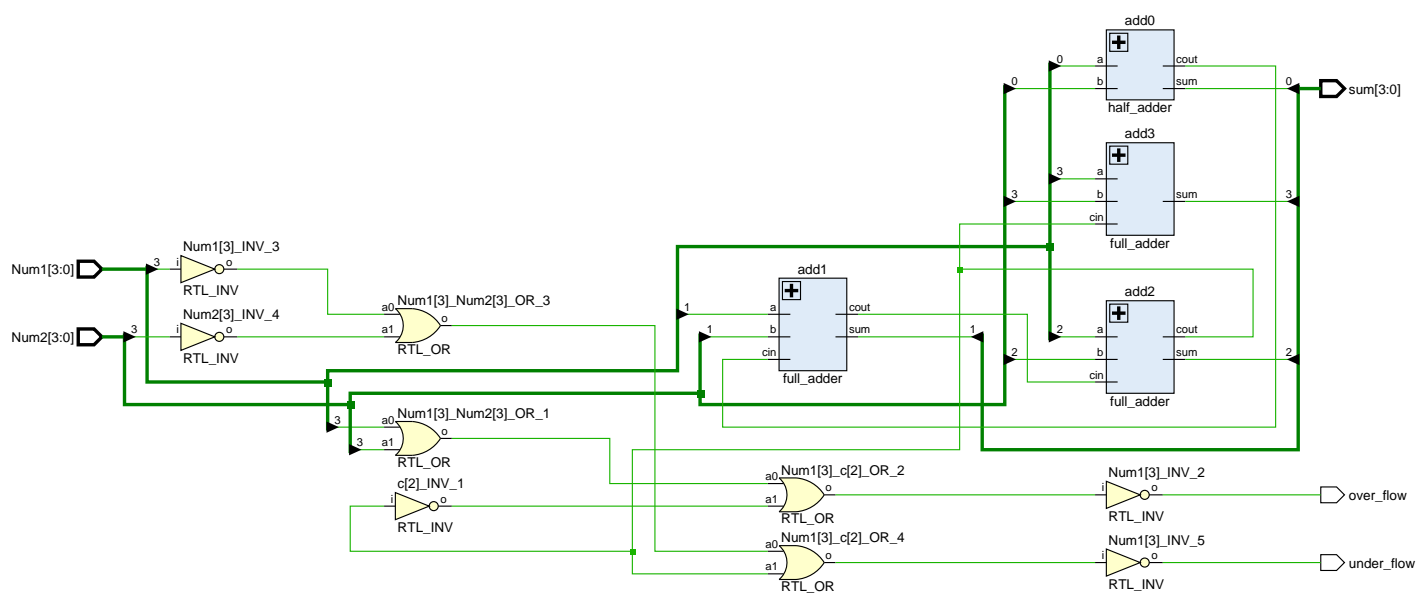 add0
0 a cout
0 b sum 0 sum[3:0]
half_adder
add3
3 a
3 b sum 3
cin
full_adder
Num1[3]_INV_3
Num1[3:0] 3 i o
RTL_INV
add1
Num1[3]_Num2[3]_OR_3
Num2[3]_INV_4
a0 o
1 a cout
add2
Num2[3:0] 3 i o a1
1 b sum 1
2 a cout
RTL_INV RTL_OR
cin
2 b sum 2
full_adder
cin
full_adder
Num1[3]_Num2[3]_OR_1
3 a0 o
3 a1
RTL_OR
Num1[3]_c[2]_OR_2
Num1[3]_INV_2
c[2]_INV_1
a0 o
i o
over_flow
i o
a1
RTL_INV
RTL_OR
RTL_INV
Num1[3]_c[2]_OR_4
Num1[3]_INV_5
a0 o
i o
under_flow
a1
RTL_OR
RTL_INV